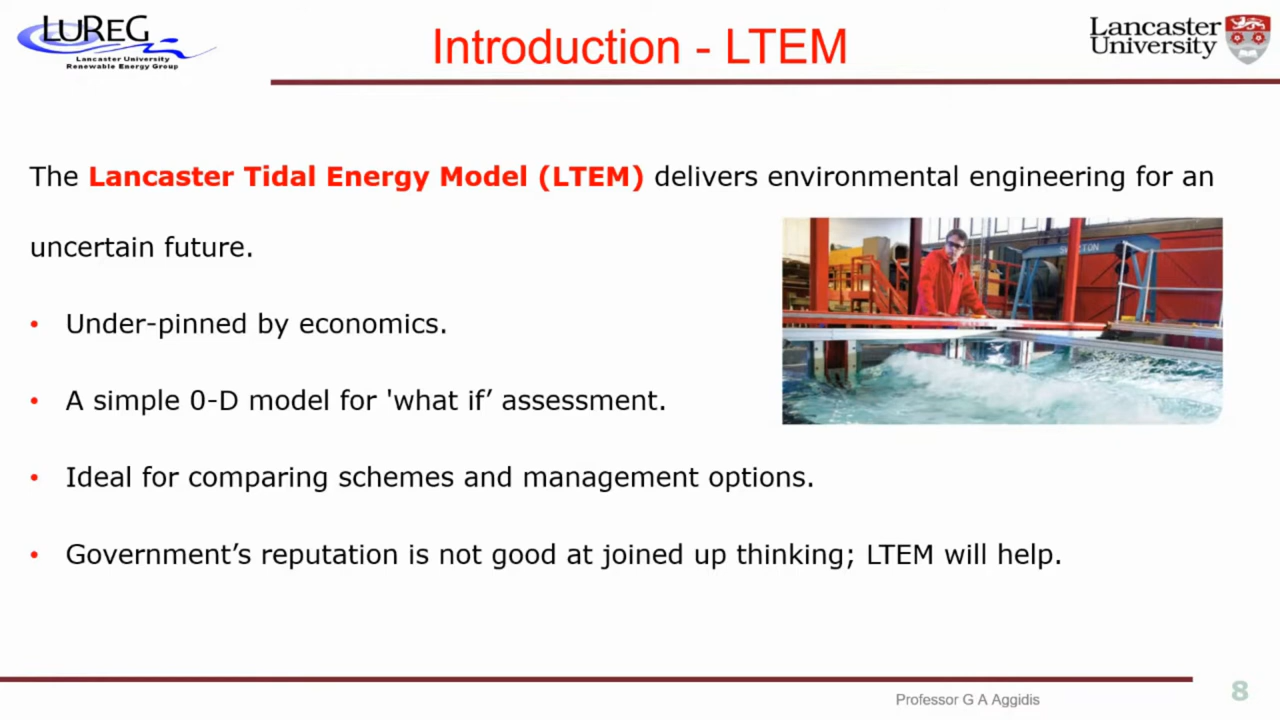 LUREG
Lancaster University
Renewable Energy Group
Introduction - LTEM
Lancaster
University
The Lancaster Tidal Energy Model (LTEM) delivers environmental engineering for an
uncertain future.
• Under-pinned by economics.
• A simple 0-D model for 'what if’ assessment.
• Ideal for comparing schemes and management options.
• Government’s reputation is not good at joined up thinking; LTEM will help.
Professor G A Aggidis
8